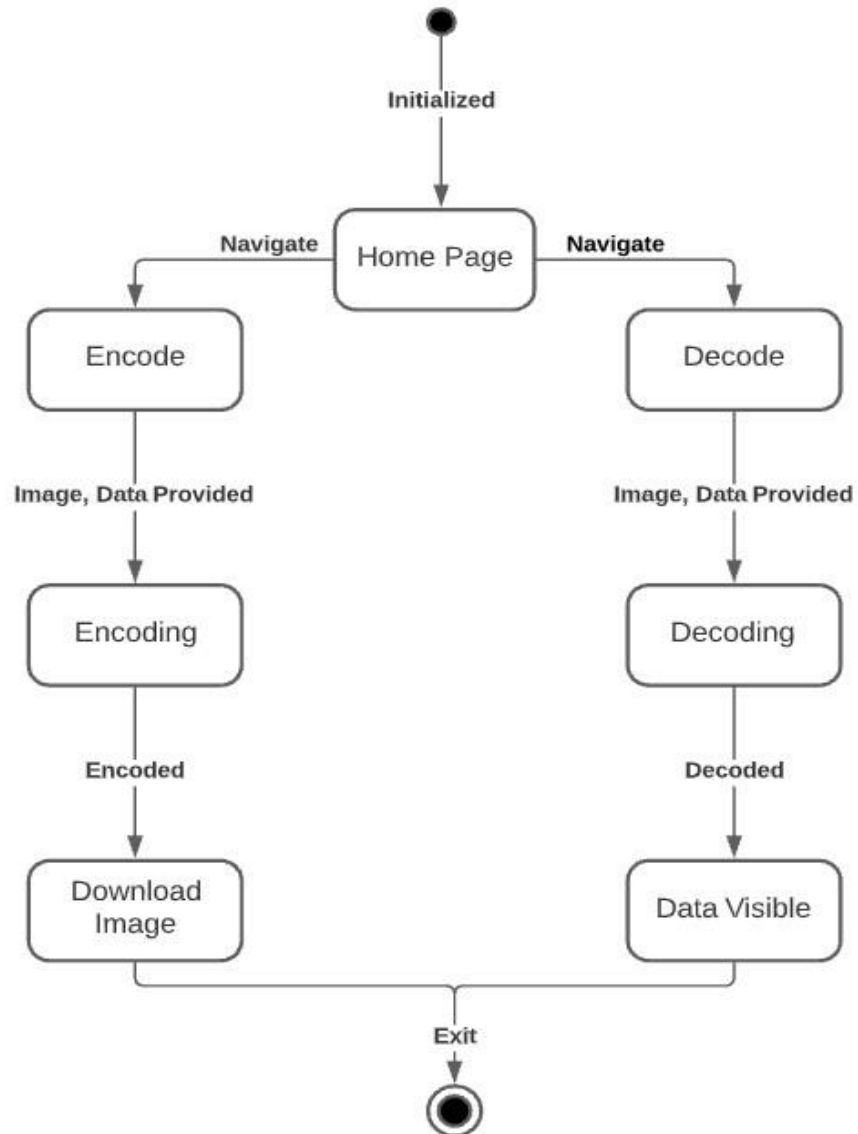 Initialized
Navigate
Home Page
Navigate
Encode
Decode
Image, Data Provided
Image, Data Provided
Encoding
Decoding
Encoded
Decoded
Download
Image
Data Visible
Exit